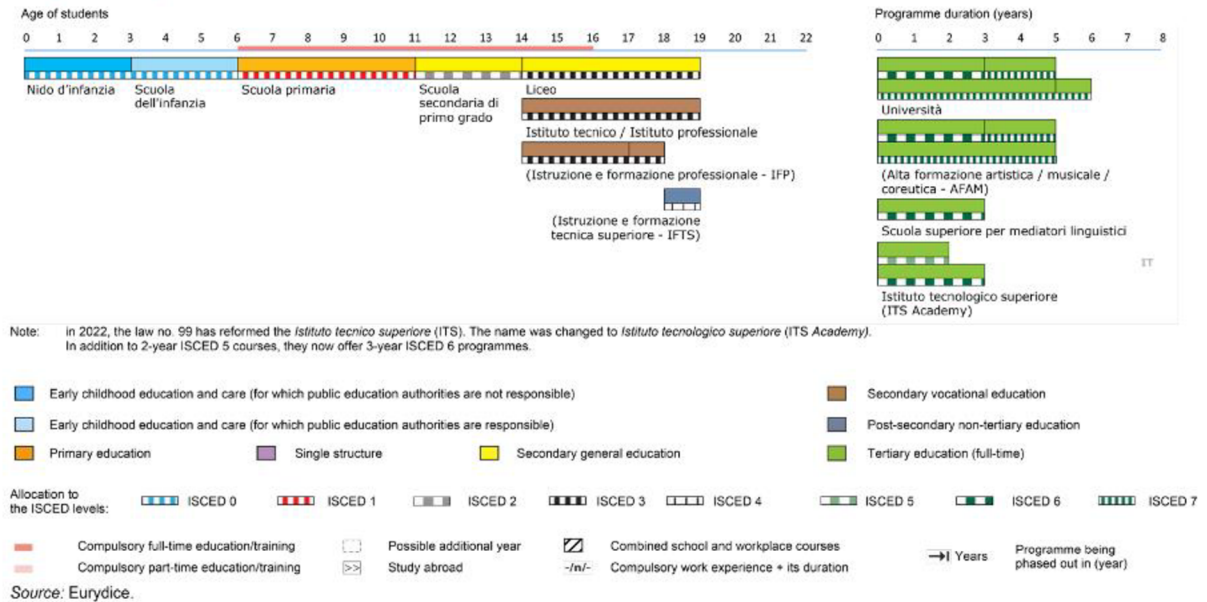 Age of students
Programme duration (years)
0 1 2 3 4 5 6 7 8 9 10 11 12 13 14 15 16 17 18 19 20 21 22
0 1 2 3 4 5 6 7 8
Nido d'infanzia
Scuola
dell'infanzia
Scuola primaria
Scuola
secondaria di
primo grado
Liceo
Istituto tecnico / Istituto professionale
(Istruzione e formazione professionale - IFP)
(Istruzione e formazione
tecnica superiore - IFTS)
Università
(Alta formazione artistica / musicale /
coreutica - AFAM)
Scuola superiore per mediatori linguistici
IT
Istituto tecnologico superiore
(ITS Academy)
Note: in 2022, the law no. 99 has reformed the Istituto tecnico superiore (ITS). The name was changed to Istituto tecnologico superiore (ITS Academy).
In addition to 2-year ISCED 5 courses, they now offer 3-year ISCED 6 programmes.
Early childhood education and care (for which public education authorities are not responsible)
Secondary vocational education
Early childhood education and care (for which public education authorities are responsible)
Post-secondary non-tertiary education
Primary education
Single structure
Secondary general education
Tertiary education (full-time)
Allocation to
the ISCED levels:
ISCED 0
ISCED 1
ISCED 2
ISCED 3
ISCED 4
ISCED 5
ISCED 6
ISCED 7
Compulsory full-time education/training
Possible additional year
Combined school and workplace courses
Years
Programme being
phased out in (year)
Compulsory part-time education/training
>> Study abroad
-/n/- Compulsory work experience + its duration
Source: Eurydice.